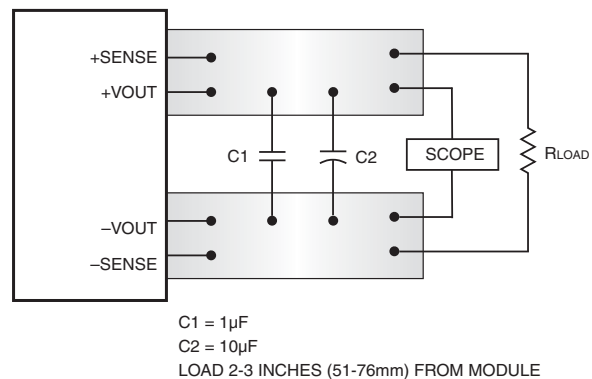 +SENSE
+VOUT
C1
C2
SCOPE
RLOAD
–VOUT
–SENSE
C1 = 1µF
C2 = 10µF
LOAD 2-3 INCHES (51-76mm) FROM MODULE